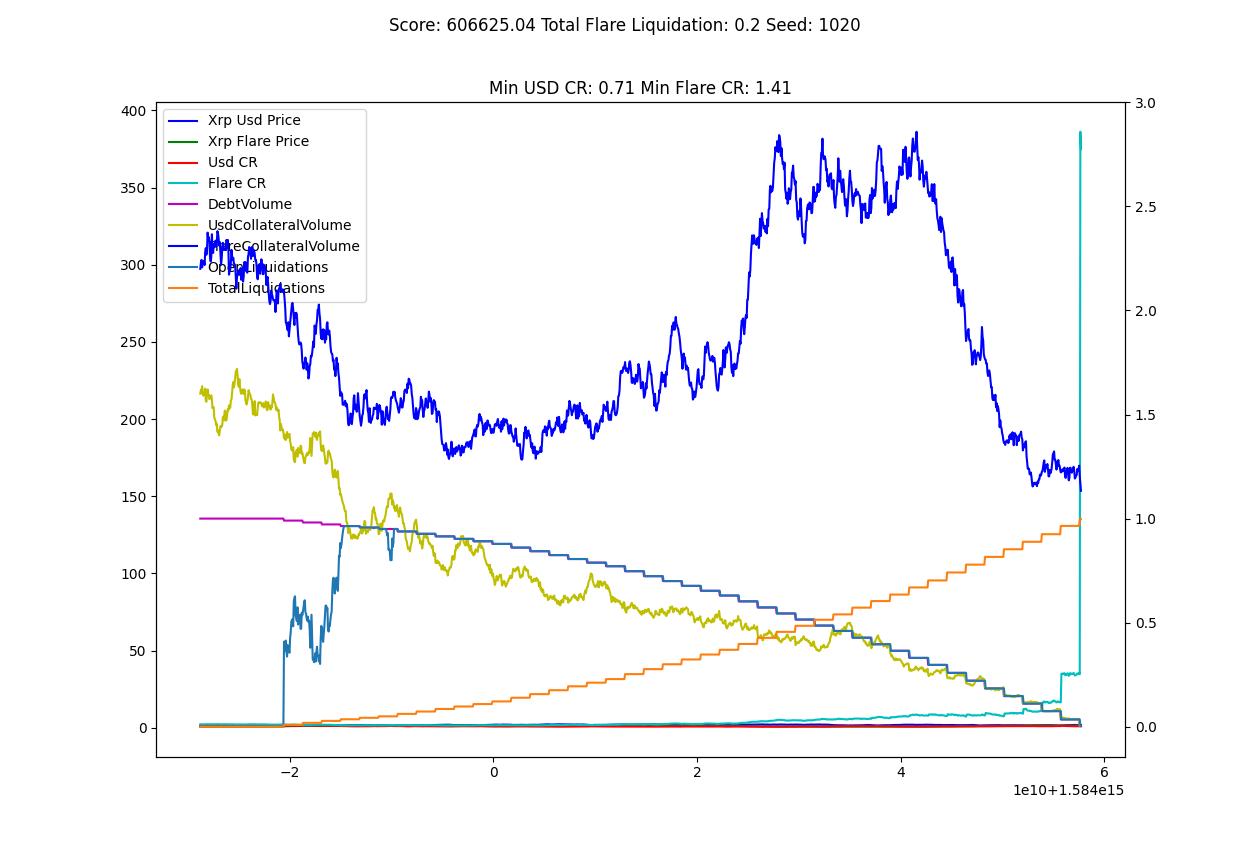 Score: 606625.04 Total Flare Liquidation: 0.2 Seed: 1020
Min USD CR: 0.71 Min Flare CR: 1.41
400
350
300
250
200
150
100
50
0
Xrp Usd Price
Xrp Flare Price
Usd CR
Flare CR
DebtVolume
UsdCollateralVolume
FlareCollateralVolume
OpenLiquidations
TotalLiquidations
3.0
2.5
2.0
1.5
1.0
0.5
0.0
−2 0 2 4 6
1e10+1.584e15